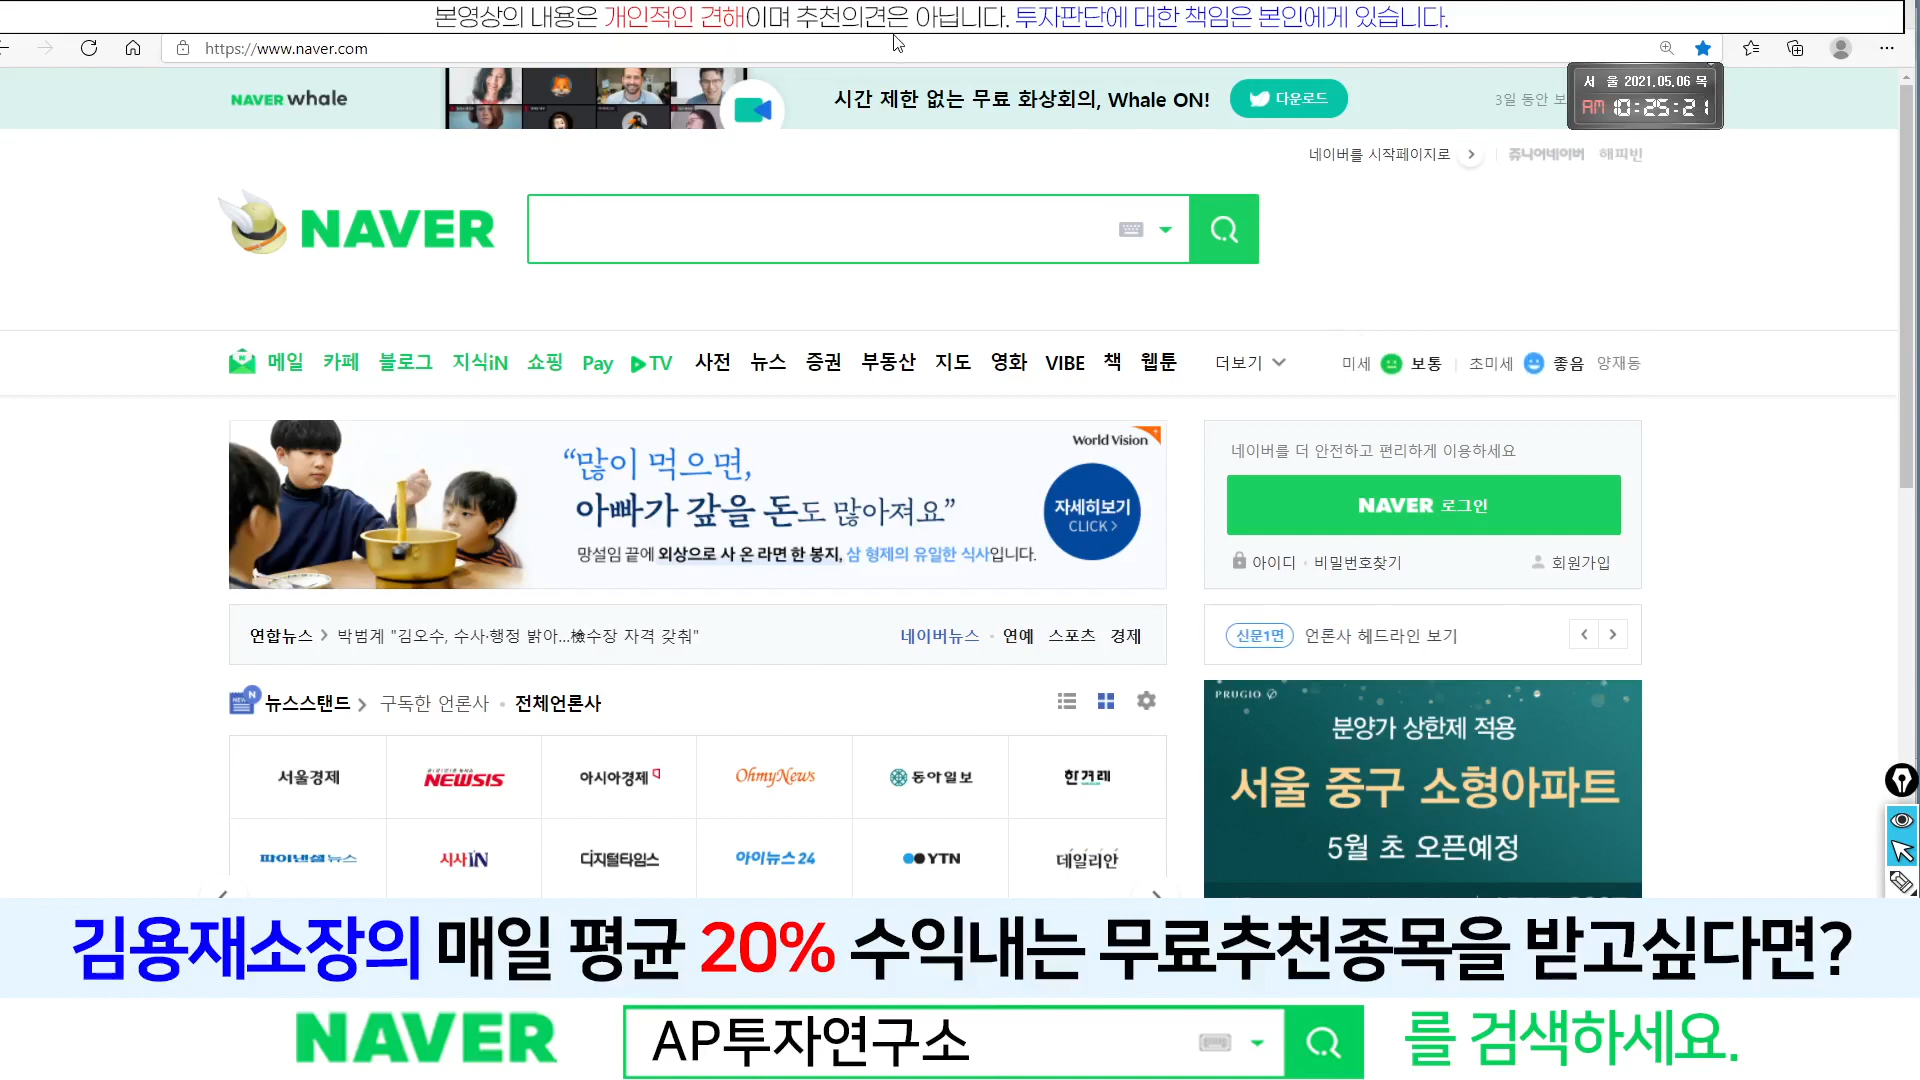 본영상의 내용은 개인적인 견해이며 추천의견은 아닙니다. 투자판단에 대한 책임은 본인에게 있습니다.
https://www.naver.com
서 울 2021.05.06 목
AM 10:25:21
NAVER whale
시간 제한 없는 무료 화상회의, Whale ON!
다운로드
3일 동안 보
네이버를 시작페이지로
쥬니어네이버 해피빈
NAVER
메일 카페 블로그 지식iN 쇼핑 Pay TV 사전 뉴스 증권 부동산 지도 영화 VIBE 책 웹툰 더보기
미세 보통 초미세 좋음 양재동
World Vision
“많이 먹으면,
아빠가 갚을 돈도 많아져요”
망설임 끝에 외상으로 사 온 라면 한 봉지, 삼 형제의 유일한 식사입니다.
자세히보기
CLICK >
네이버를 더 안전하고 편리하게 이용하세요
NAVER 로그인
아이디 · 비밀번호찾기
회원가입
연합뉴스 > 박범계 "김오수, 수사·행정 밝아...檢수장 자격 갖춰"
네이버뉴스 · 연예 스포츠 경제
신문1면 언론사 헤드라인 보기
NEW N 뉴스스탠드 > 구독한 언론사 · 전체언론사
서울경제 NEWSIS 아시아경제 OhmyNews 동아일보 한겨레
파이낸셜뉴스 시사IN 디지털타임스 아이뉴스24 YTN 데일리안
PRUGIO
분양가 상한제 적용
서울 중구 소형아파트
5월 초 오픈예정
김용재소장의 매일 평균 20% 수익내는 무료추천종목을 받고싶다면?
NAVER AP투자연구소 를 검색하세요.